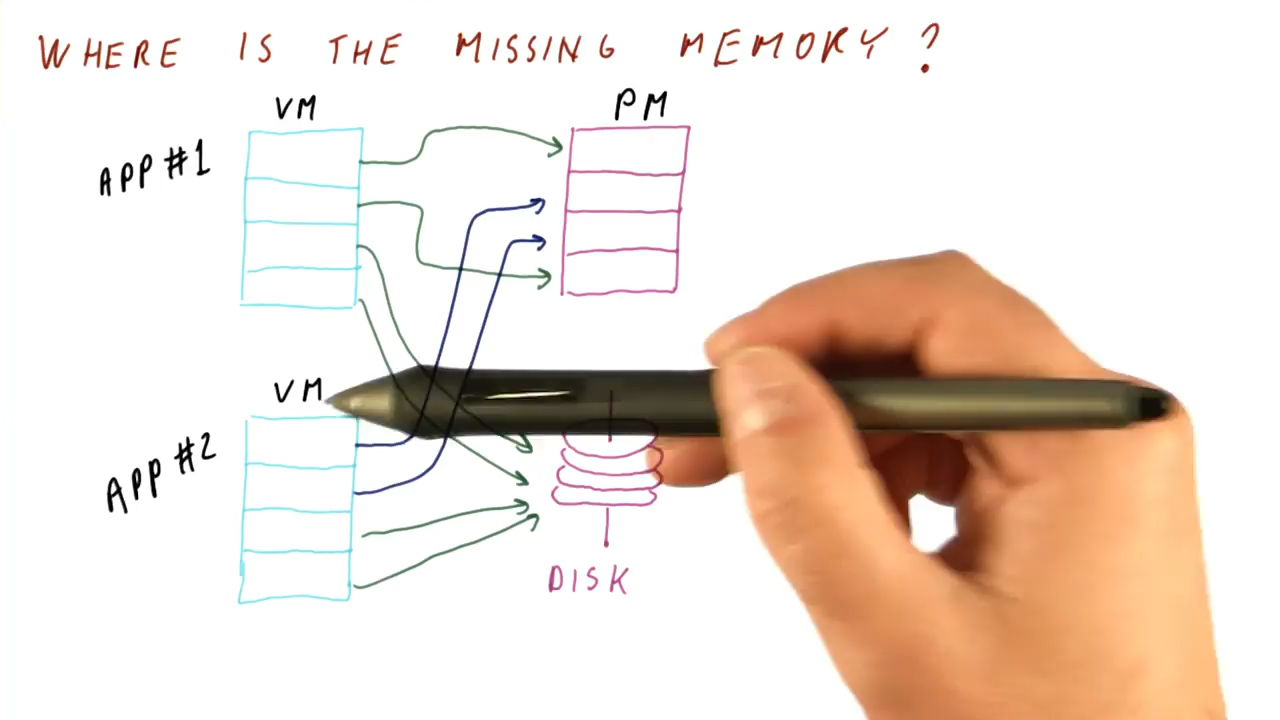 WHERE IS THE MISSING MEMORY?
VM
PM
APP #1
VM
APP #2
DISK